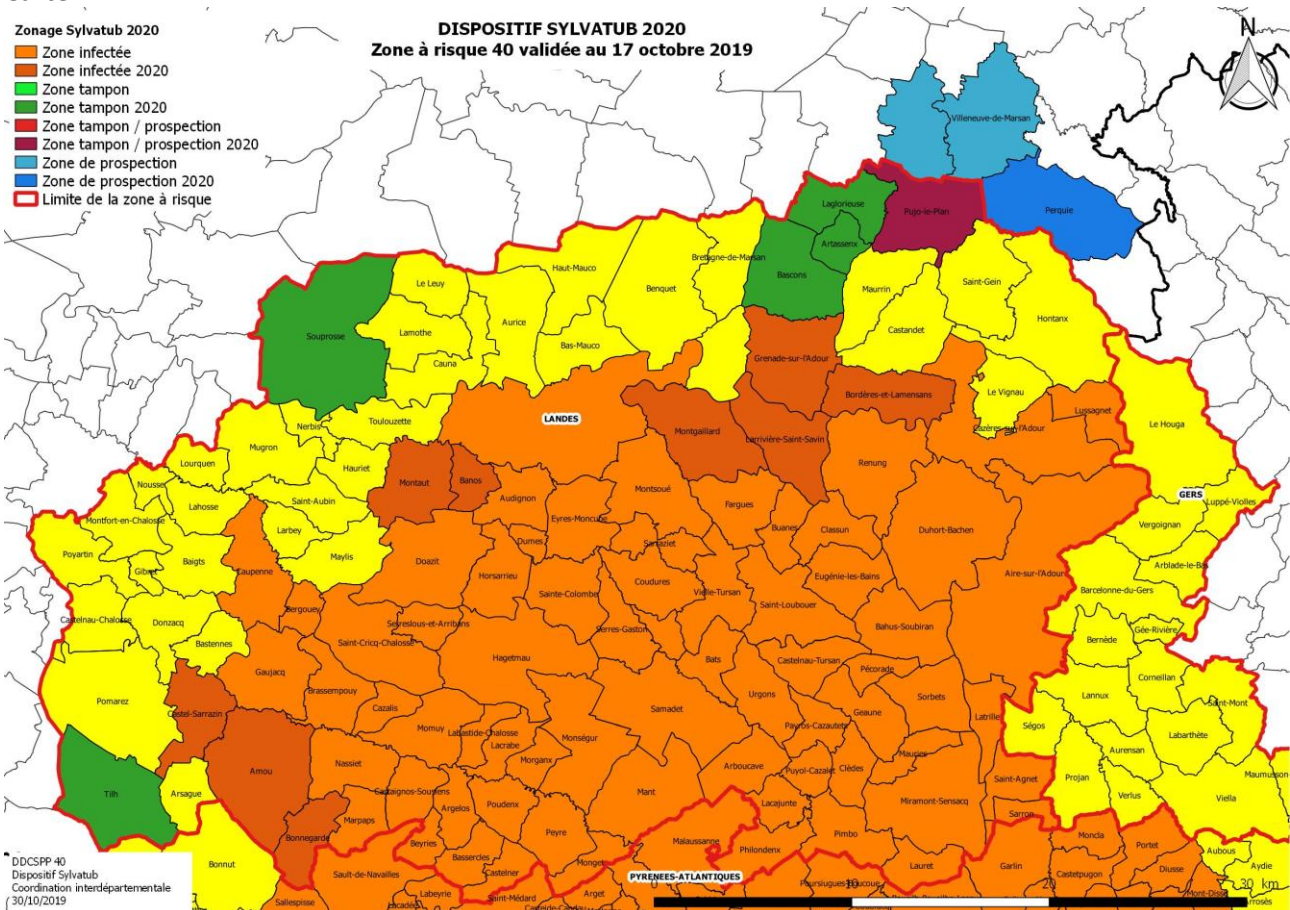 DISPOSITIF SYLVATUB 2020
Zone à risque 40 validée au 17 octobre 2019
Zonage Sylvatub 2020
Zone infectée
Zone infectée 2020
Zone tampon
Zone tampon 2020
Zone tampon / prospection
Zone tampon / prospection 2020
Zone de prospection
Zone de prospection 2020
Limite de la zone à risque
N
Villeneuve-de-Marsan
Laglorieuse
Pujo-le-Plan
Perquie
Artassenx
Bretagne-de-Marsan
Haut-Mauco
Bascons
Saint-Gein
Le Leuy
Benquet
Maurrin
Hontanx
Aurice
Castandet
Souprosse
Lamothe
Bas-Mauco
Cauna
Grenade-sur-l'Adour
Le Vignau
Bordères-et-Lamensans
Lussagnet
LANDES
Toulouzette
Nerbis
Le Houga
Cazères-sur-l'Adour
Montgaillard
Larrivière-Saint-Savin
Mugron
Lourquen
Hauriet
Renung
Nousse
Montaut
Banos
GERS
Saint-Aubin
Audignon
Montsoué
Luppé-Violles
Lahosse
Fargues
Montfort-en-Chalosse
Eyres-Moncube
Vergoignan
Larbey
Buanes
Classun
Duhort-Bachen
Dumes
Sarraziet
Poyartin
Maylis
Baigts
Doazit
Arblade-le-Bas
Gibret
Laupenne
Horsarrieu
Coudures
Eugénie-les-Bains
Aire-sur-l'Adour
Sainte-Colombe
Vielle-Tursan
Barcelonne-du-Gers
Saint-Loubouer
Bergouey
Castelnau-Chalosse
Donzacq
Serreslous-et-Arribans
Bahus-Soubiran
Gée-Rivière
Serres-Gaston
Bernède
Bastennes
Saint-Cricq-Chalosse
Hagetmau
Bats
Castelnau-Tursan
Pécorade
Gaujacq
Corneillan
Brassempouy
Urgons
Sorbets
Lannux
Pomarez
Samadet
Saint-Mont
Castel-Sarrazin
Cazalis
Geaune
Latrille
Momuy
Labastide-Chalosse
Payros-Cazautets
Ségos
Labarthète
Lacrabe
Monségur
Aurensan
Mauries
Nassiet
Morganx
Arboucave
Puyol-Cazalet
Clèdes
Amou
Saint-Agnet
Projan
Maumusson
Tilh
Arsague
Castaignos-Souslens
Mant
Miramont-Sensacq
Verlus
Viella
Argelos
Poudenx
Lacajunte
Marpaps
Sarron
Bonnegarde
Peyre
Pimbo
Moncla
Beyries
Malaussanne
Philondenx
Portet
Aubous
Bassercles
Monget
Bonnut
Lauret
Garlin
Castetpugon
Diusse
Aydie
Sault-de-Navailles
Castelner
PYRENEES-ATLANTIQUES
Labeyrie
Arget
10
20
30 km
Saint-Médard
Sallespisse
DDCSPP 40
Dispositif Sylvatub
Coordination interdépartementale
30/10/2019